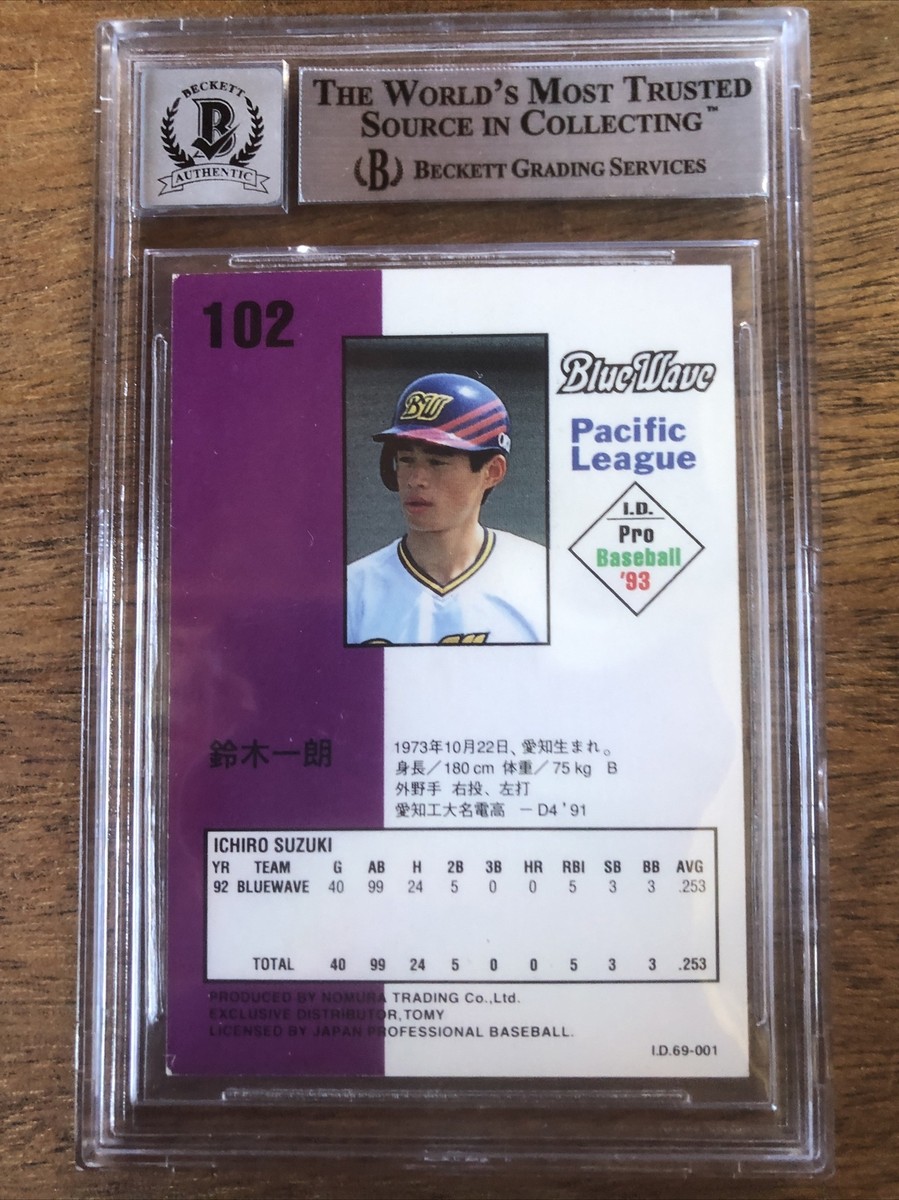 BECKETT
B
AUTHENTIC
THE WORLD'S MOST TRUSTED
SOURCE IN COLLECTING™
B BECKETT GRADING SERVICES
102
BW
BlueWave
Pacific
League
I.D.
Pro
Baseball
'93
鈴木一朗
1973年10月22日、愛知生まれ。
身長/180cm 体重/75kg B
外野手 右投、左打
愛知工大名電高 −D4 '91
ICHIRO SUZUKI
YR TEAM G AB H 2B 3B HR RBI SB BB AVG
92 BLUEWAVE 40 99 24 5 0 0 5 3 3 .253
TOTAL 40 99 24 5 0 0 5 3 3 .253
PRODUCED BY NOMURA TRADING Co.,Ltd.
EXCLUSIVE DISTRIBUTOR,TOMY
LICENSED BY JAPAN PROFESSIONAL BASEBALL.
I.D.69-001